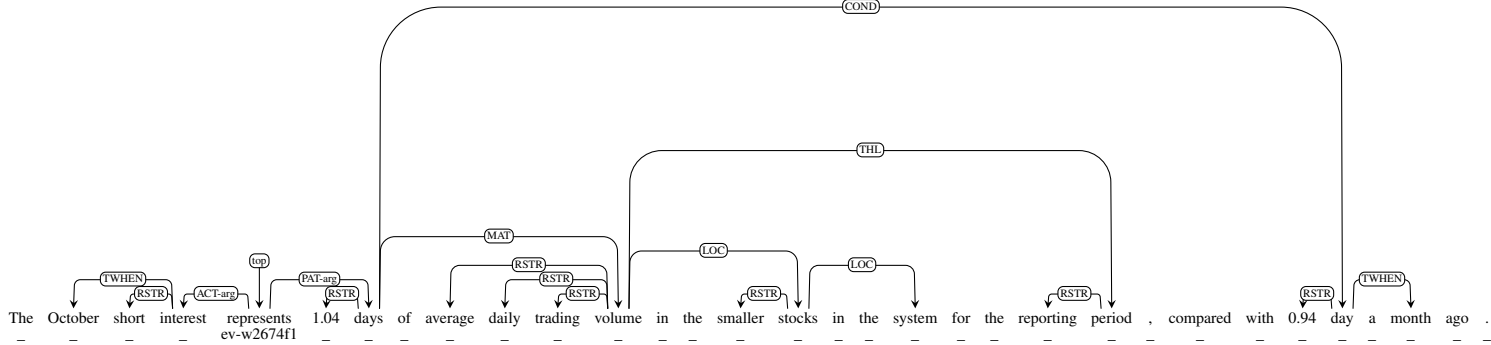 COND
THL
MAT
LOC
top RSTR LOC
TWHEN PAT-arg RSTR TWHEN
RSTR ACT-arg RSTR RSTR RSTR RSTR RSTR
The October short interest represents 1.04 days of average daily trading volume in the smaller stocks in the system for the reporting period , compared with 0.94 day a month ago .
ev-w2674f1
_ _ _ _ _ _ _ _ _ _ _ _ _ _ _ _ _ _ _ _ _ _ _ _ _ _ _ _ _ _ _